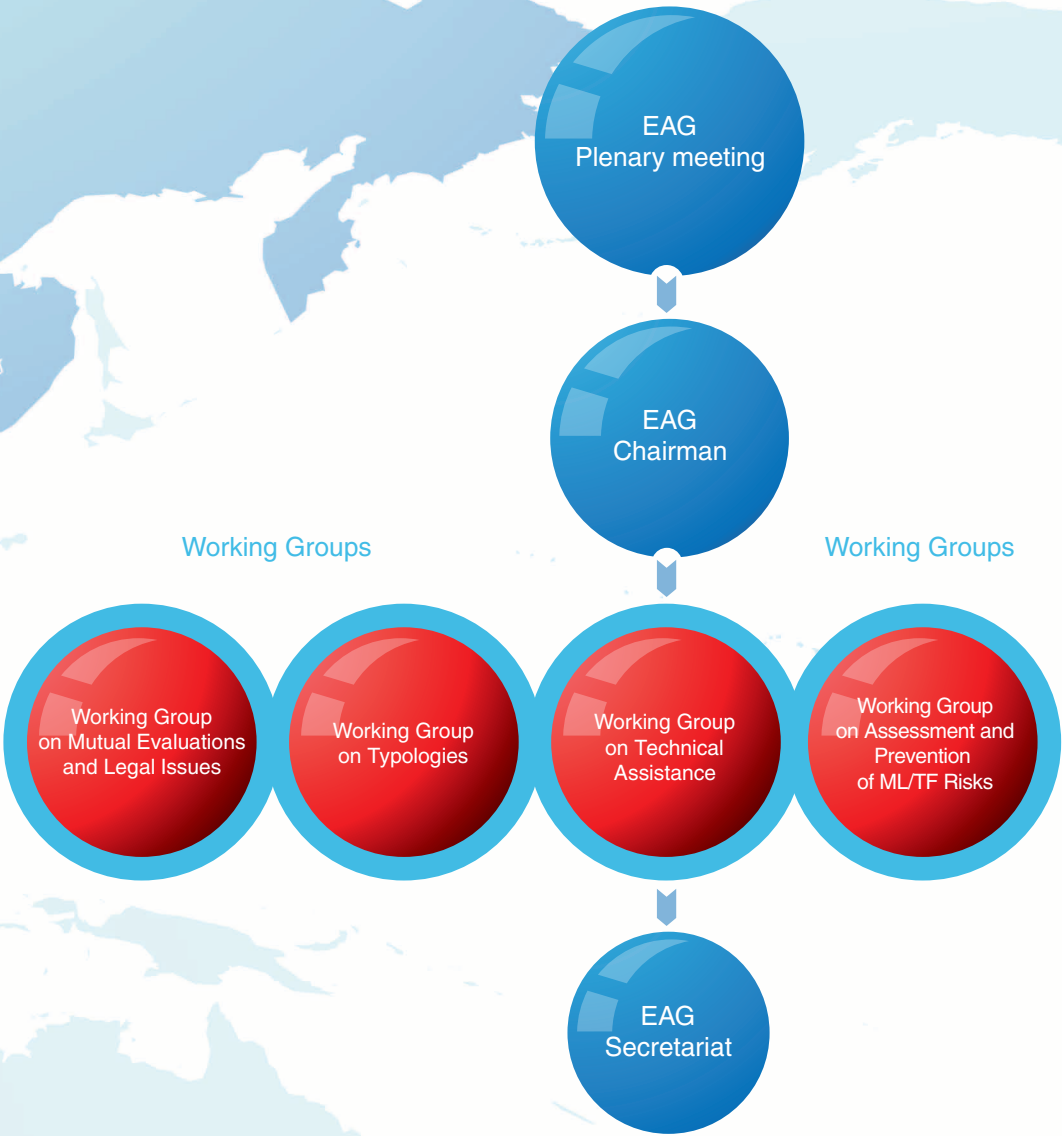 EAG
Plenary meeting
EAG
Chairman
Working Groups
Working Groups
Working Group
on Mutual Evaluations
and Legal Issues
Working Group
on Typologies
Working Group
on Technical
Assistance
Working Group
on Assessment and
Prevention
of ML/TF Risks
EAG
Secretariat